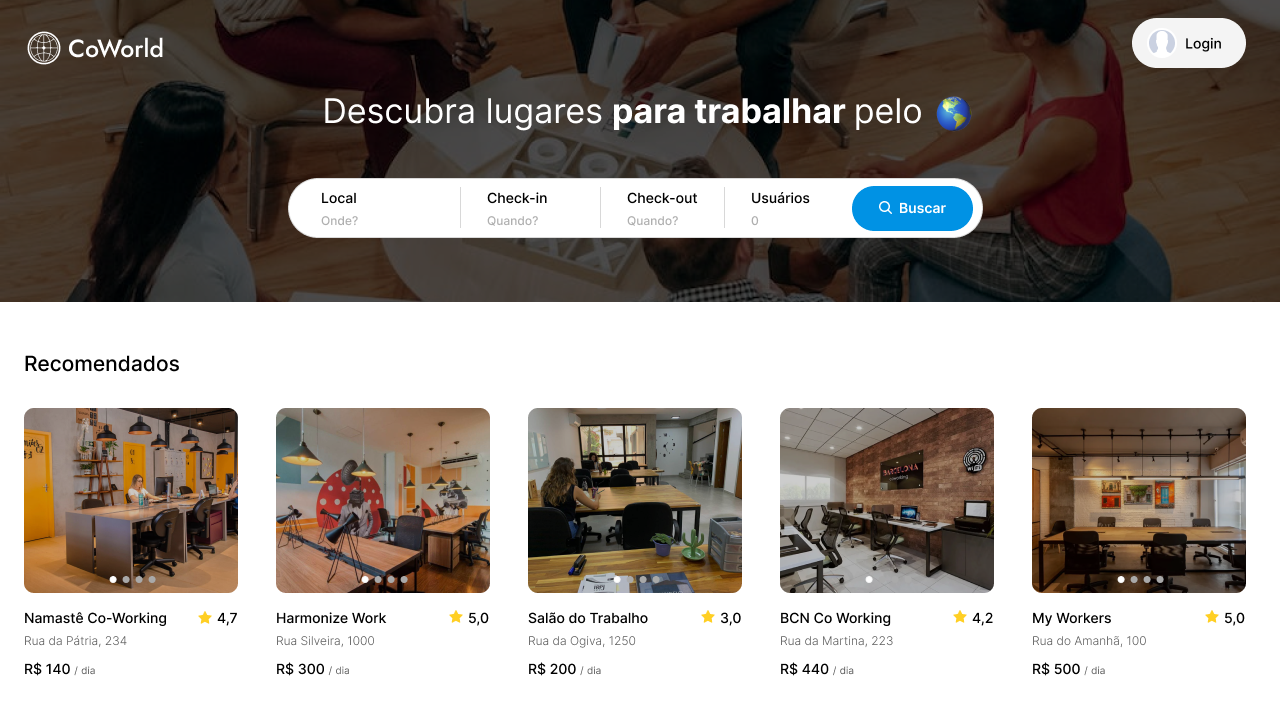 CoWorld
Login
Descubra lugares para trabalhar pelo 🌎
Local
Check-in
Check-out
Usuários
Onde?
Quando?
Quando?
0
Buscar
Recomendados
Namastê Co-Working 4,7
Rua da Pátria, 234
R$ 140 / dia
Harmonize Work 5,0
Rua Silveira, 1000
R$ 300 / dia
Salão do Trabalho 3,0
Rua da Ogiva, 1250
R$ 200 / dia
BCN Co Working 4,2
Rua da Martina, 223
R$ 440 / dia
My Workers 5,0
Rua do Amanhã, 100
R$ 500 / dia